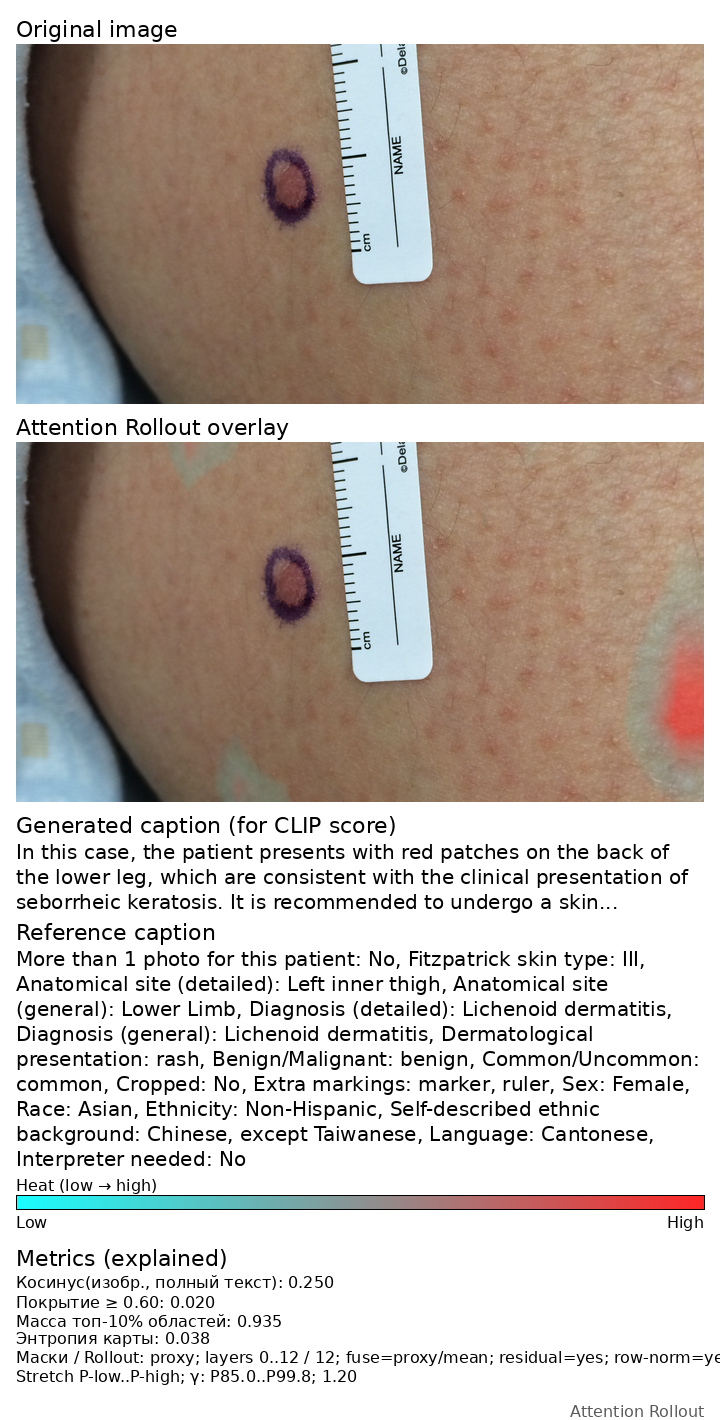 Original image
©Dela
NAME
cm
Attention Rollout overlay
©Dela
NAME
cm
Generated caption (for CLIP score)
In this case, the patient presents with red patches on the back of
the lower leg, which are consistent with the clinical presentation of
seborrheic keratosis. It is recommended to undergo a skin...
Reference caption
More than 1 photo for this patient: No, Fitzpatrick skin type: III,
Anatomical site (detailed): Left inner thigh, Anatomical site
(general): Lower Limb, Diagnosis (detailed): Lichenoid dermatitis,
Diagnosis (general): Lichenoid dermatitis, Dermatological
presentation: rash, Benign/Malignant: benign, Common/Uncommon:
common, Cropped: No, Extra markings: marker, ruler, Sex: Female,
Race: Asian, Ethnicity: Non-Hispanic, Self-described ethnic
background: Chinese, except Taiwanese, Language: Cantonese,
Interpreter needed: No
Heat (low → high)
Low High
Metrics (explained)
Косинус(изобр., полный текст): 0.250
Покрытие ≥ 0.60: 0.020
Масса топ-10% областей: 0.935
Энтропия карты: 0.038
Маски / Rollout: proxy; layers 0..12 / 12; fuse=proxy/mean; residual=yes; row-norm=ye
Stretch P-low..P-high; γ: P85.0..P99.8; 1.20
Attention Rollout